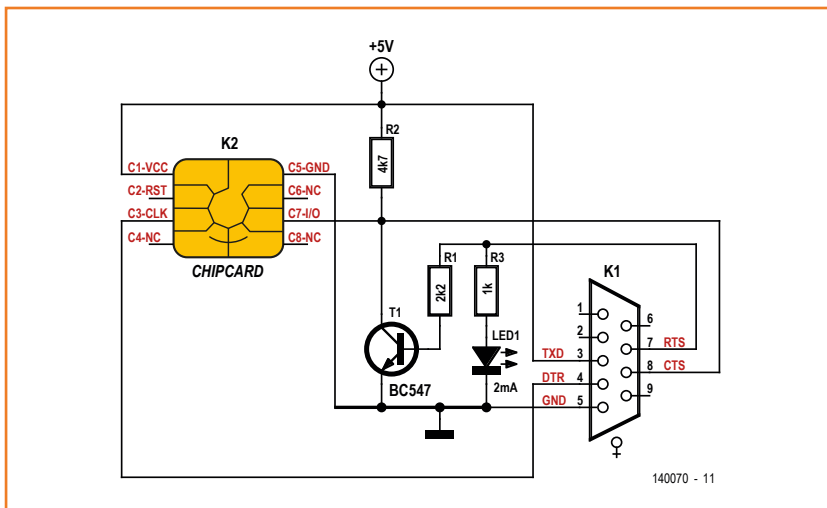 +5V
R2
4k7
K2
C1-VCC
C5-GND
C2-RST
C6-NC
C3-CLK
C7-I/O
C4-NC
C8-NC
CHIPCARD
R1
2k2
R3
1k
K1
T1
LED1
BC547
2mA
1
6
2
7 RTS
TXD 3
8 CTS
DTR 4
9
GND 5
140070 - 11